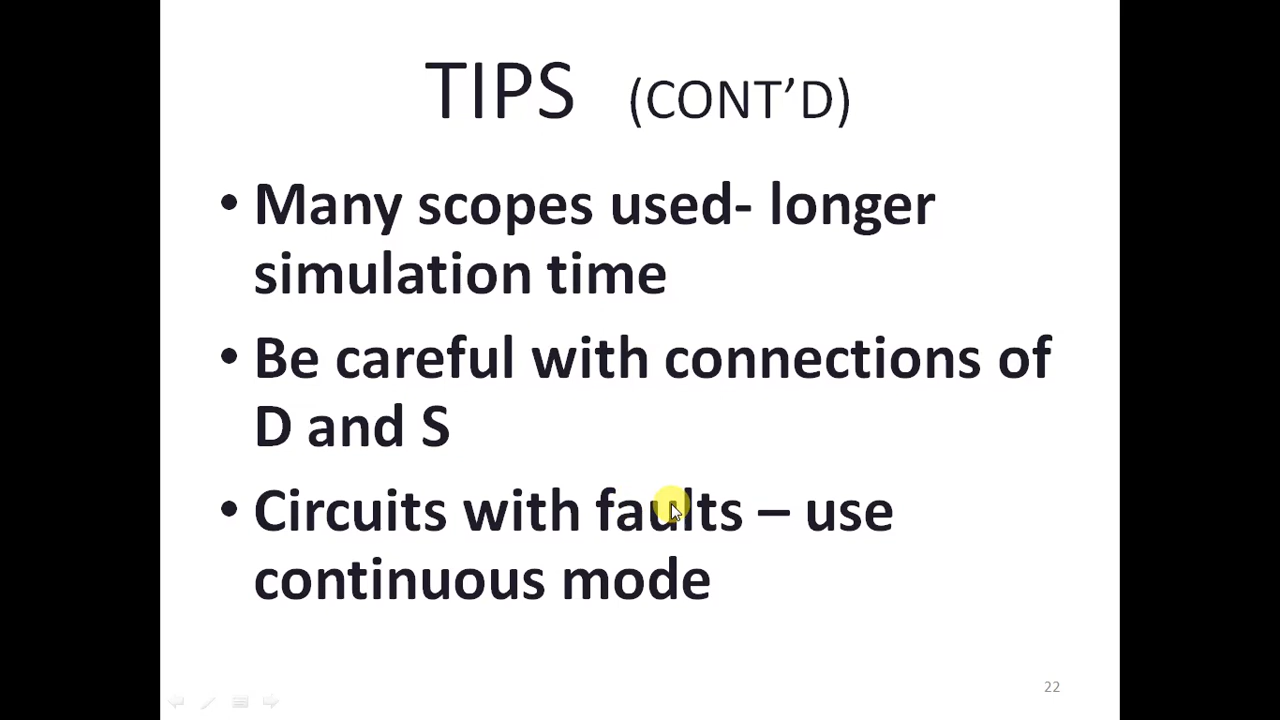 TIPS (CONT’D)
• Many scopes used- longer
simulation time
• Be careful with connections of
D and S
• Circuits with faults – use
continuous mode
22